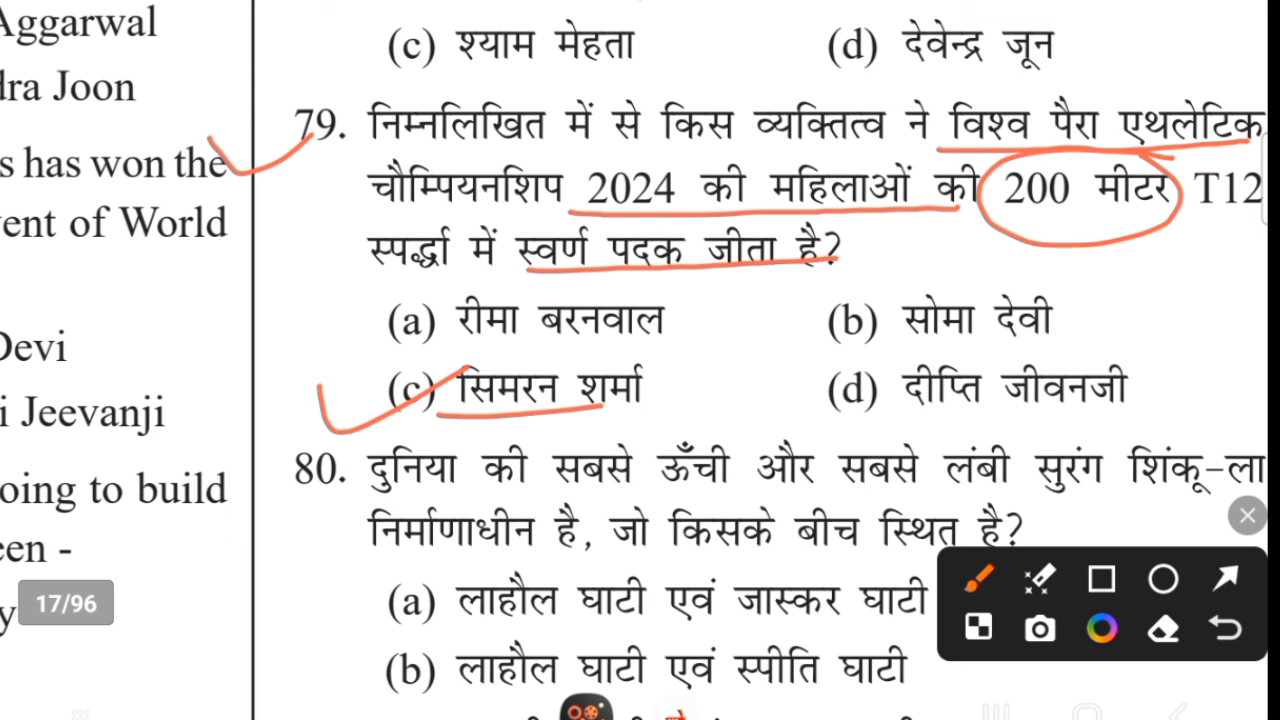 Aggarwal
dra Joon
s has won the
vent of World
Devi
i Jeevanji
oing to build
een -
y
17/96
(c) श्याम मेहता (d) देवेन्द्र जून
79. निम्नलिखित में से किस व्यक्तित्व ने विश्व पैरा एथलेटिक
चौम्पियनशिप 2024 की महिलाओं की 200 मीटर T12
स्पर्द्धा में स्वर्ण पदक जीता है?
(a) रीमा बरनवाल (b) सोमा देवी
(c) सिमरन शर्मा (d) दीप्ति जीवनजी
80. दुनिया की सबसे ऊँची और सबसे लंबी सुरंग शिंकू-ला
निर्माणाधीन है, जो किसके बीच स्थित है?
(a) लाहौल घाटी एवं जास्कर घाटी
(b) लाहौल घाटी एवं स्पीति घाटी